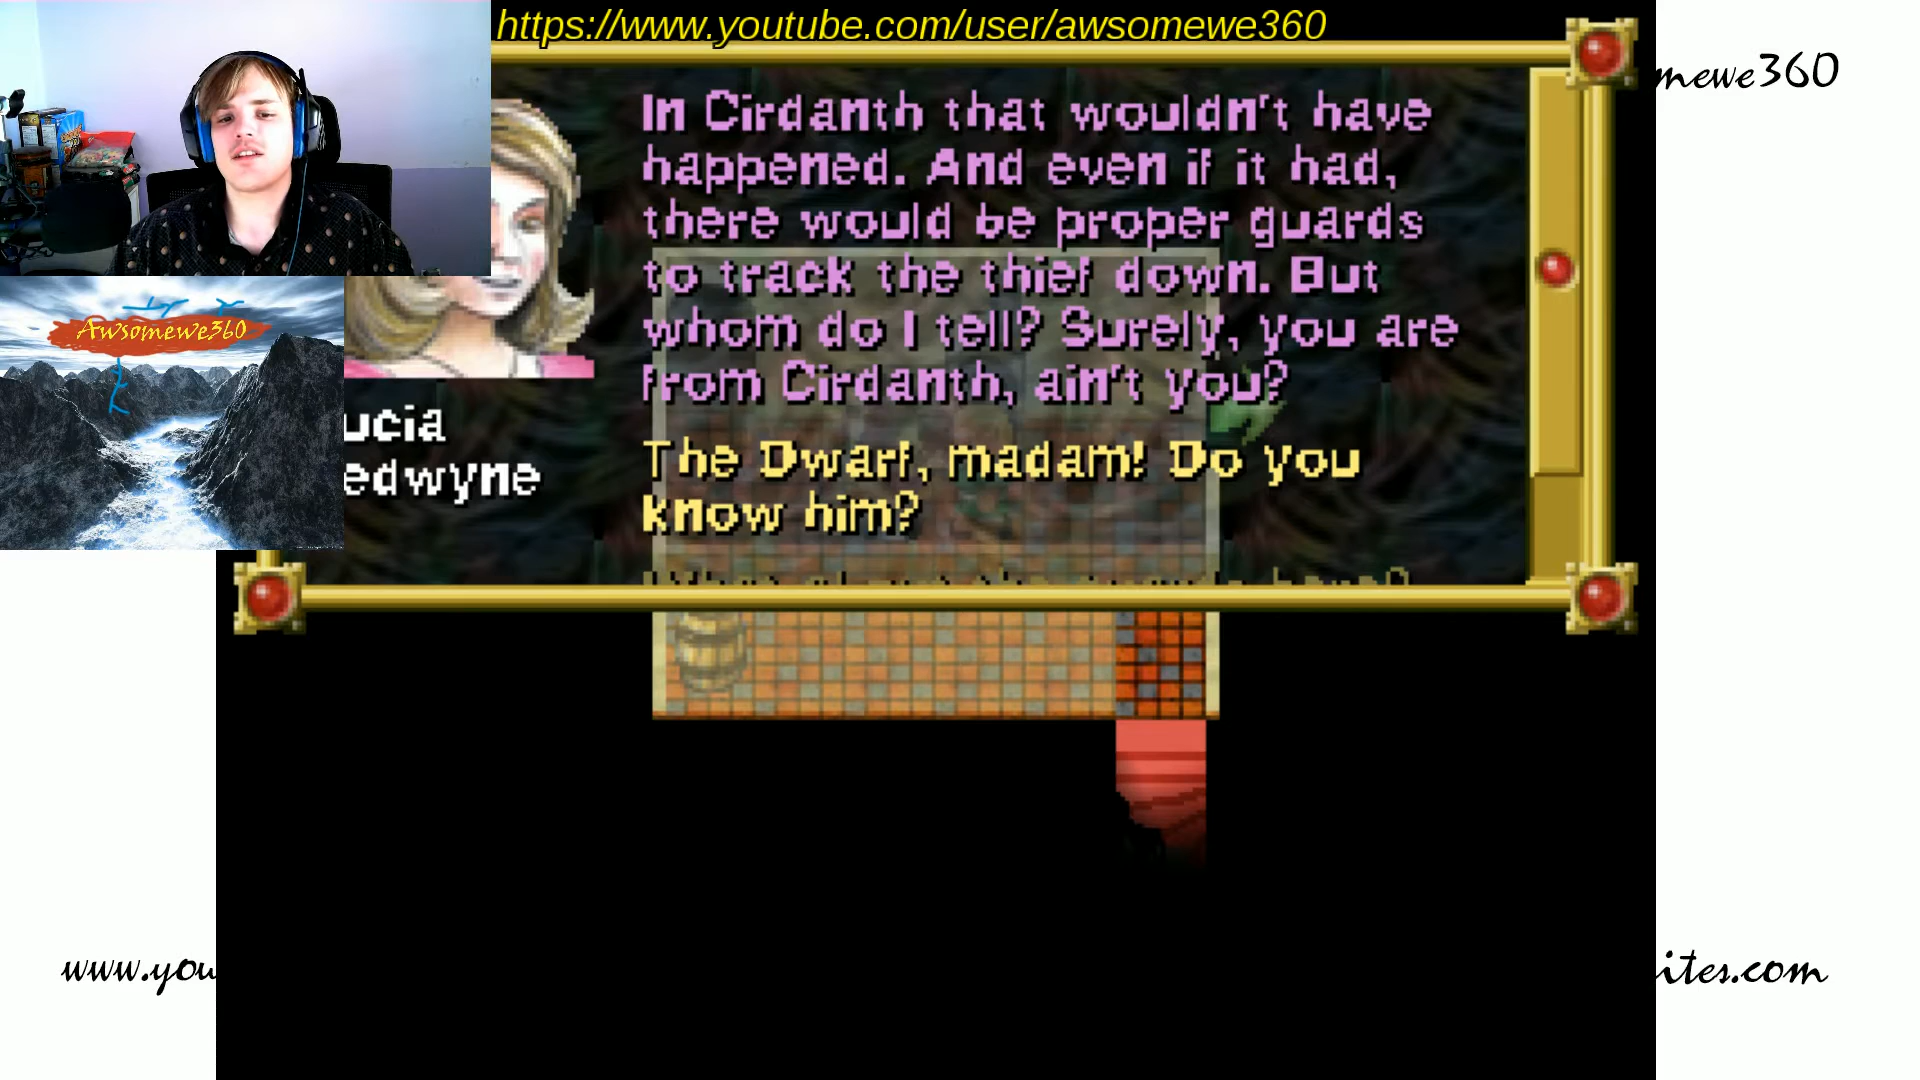 https://www.youtube.com/user/awsomewe360
mewe360
In Cirdanth that wouldn't have
happened. And even if it had,
there would be proper guards
to track the thief down. But
whom do I tell? Surely, you are
from Cirdanth, ain't you?
Awsomewe360
ucia
edwyne
The Dwarf, madam! Do you
know him?
www.you
ites.com